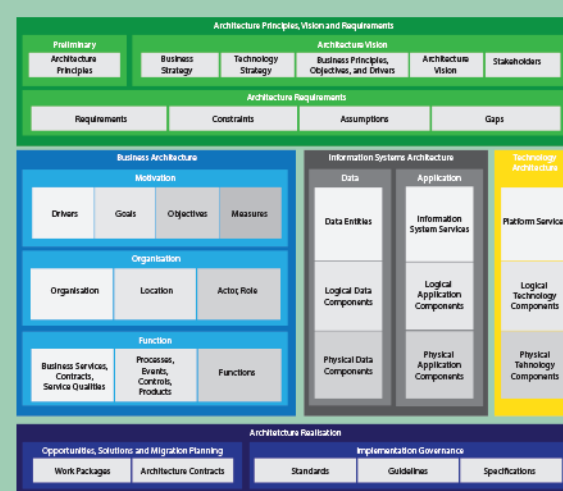 Architecture Principles, Vision and Requirements
Preliminary
Architecture
Principles
Architecture Vision
Business
Strategy
Technology
Strategy
Business Principles,
Objectives, and Drivers
Architecture
Vision
Stakeholders
Architecture Requirements
Requirements
Constraints
Assumptions
Gaps
Business Architecture
Motivation
Drivers
Goals
Objectives
Measures
Organisation
Organisation
Location
Actor, Role
Function
Business Services,
Contracts,
Service Qualities
Processes,
Events,
Controls,
Products
Functions
Information Systems Architecture
Data
Data Entities
Logical Data
Components
Physical Data
Components
Application
Information
System Services
Logical
Application
Components
Physical
Application
Components
Technology
Architecture
Platform Service
Logical
Technology
Components
Physical
Tehnology
Components
Architetcture Realisation
Opportunities, Solutions and Migration Planning
Work Packages
Architecture Contracts
Implementation Governance
Standards
Guidelines
Specifications